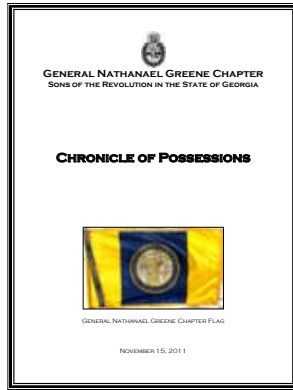 General Nathanael Greene Chapter
Sons of the Revolution in the State of Georgia
Chronicle of Possessions
General Nathanael Greene Chapter Flag
November 15, 2011